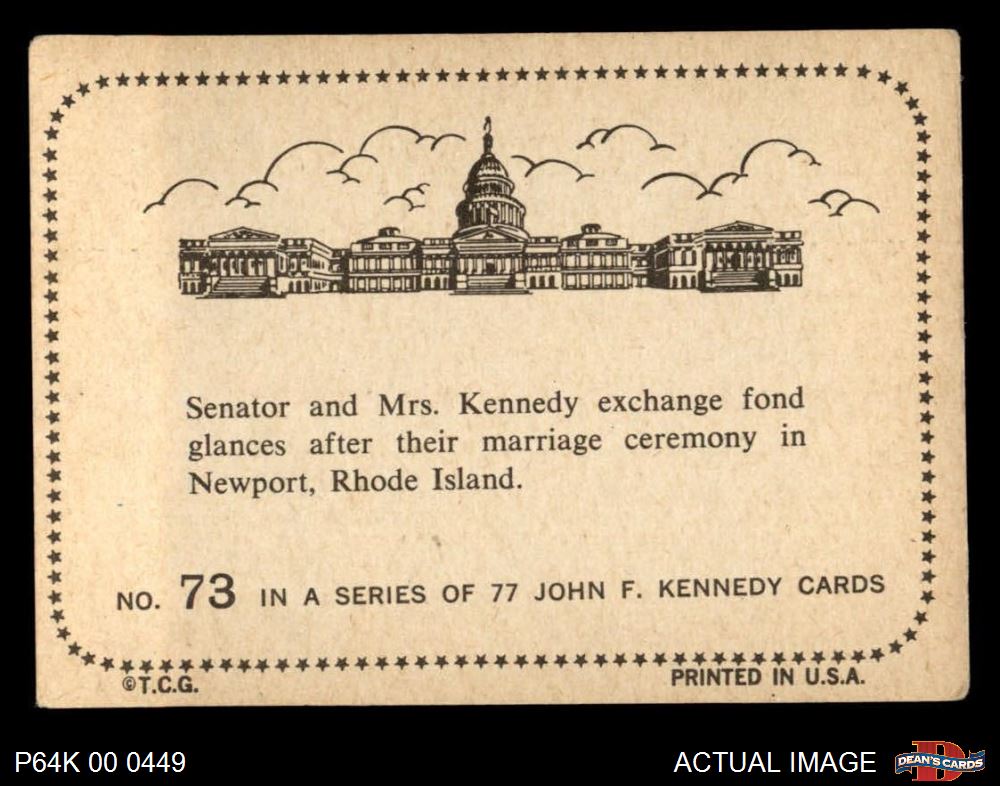 Senator and Mrs. Kennedy exchange fond
glances after their marriage ceremony in
Newport, Rhode Island.
NO. 73 IN A SERIES OF 77 JOHN F. KENNEDY CARDS
©T.C.G.
PRINTED IN U.S.A.
P64K 00 0449
ACTUAL IMAGE
D
DEAN'S CARDS